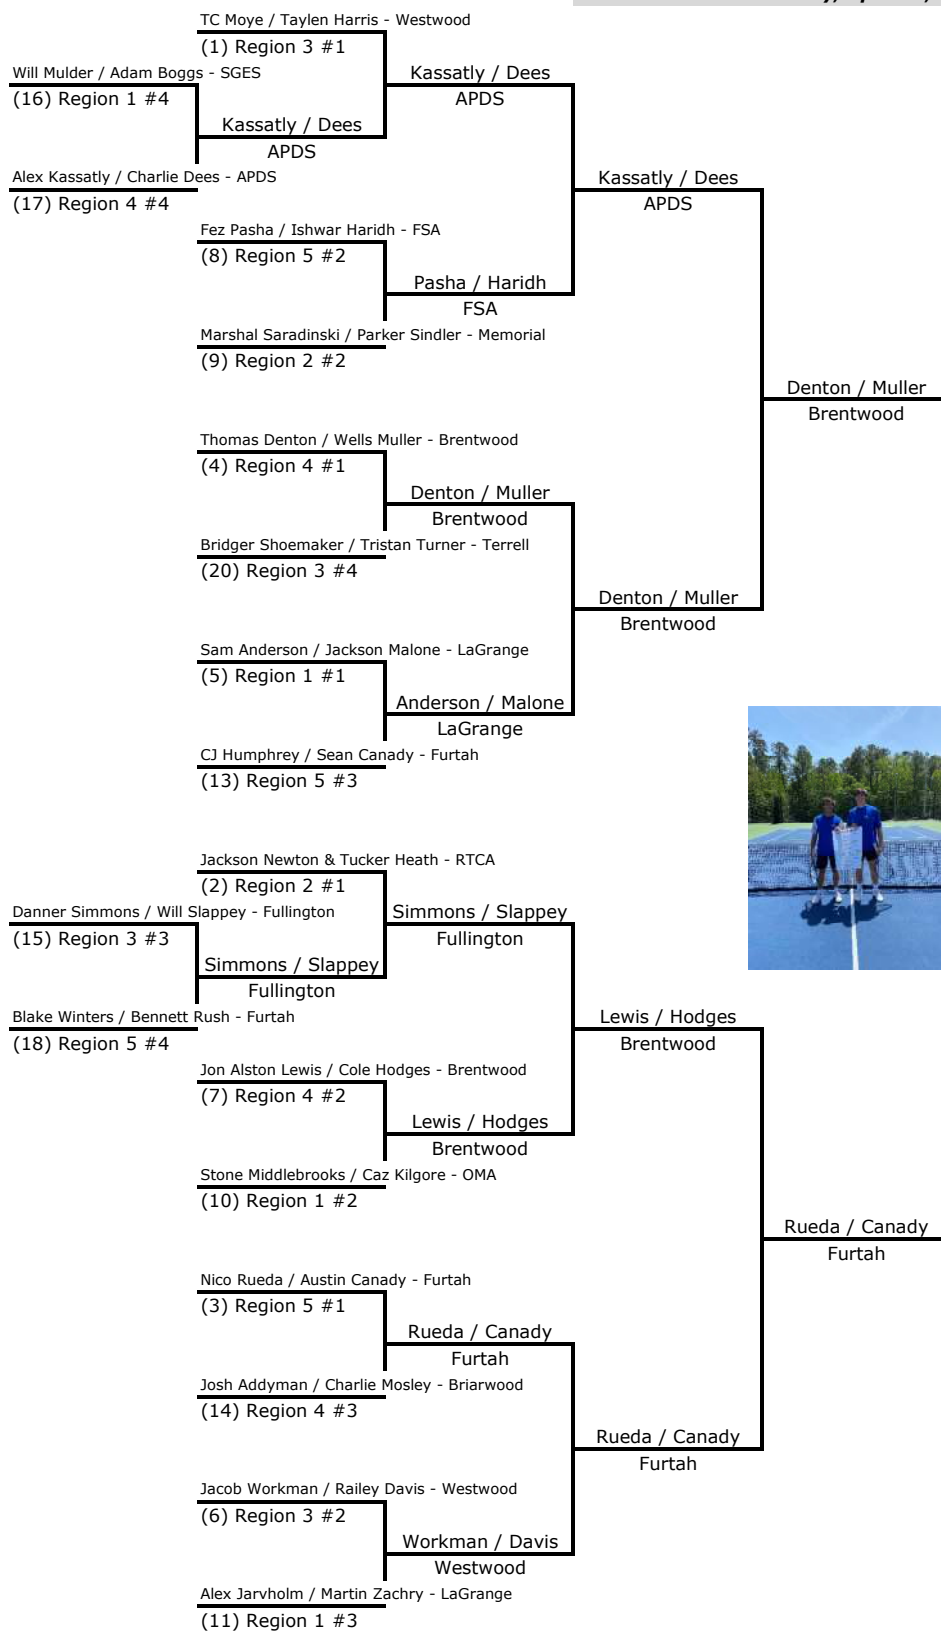 TC Moye / Taylen Harris - Westwood
(1) Region 3 #1
Will Mulder / Adam Boggs - SGES
Kassatly / Dees
(16) Region 1 #4
APDS
Kassatly / Dees
APDS
Alex Kassatly / Charlie Dees - APDS
Kassatly / Dees
(17) Region 4 #4
APDS
Fez Pasha / Ishwar Haridh - FSA
(8) Region 5 #2
Pasha / Haridh
FSA
Marshal Saradinski / Parker Sindler - Memorial
(9) Region 2 #2
Denton / Muller
Brentwood
Thomas Denton / Wells Muller - Brentwood
(4) Region 4 #1
Denton / Muller
Brentwood
Bridger Shoemaker / Tristan Turner - Terrell
(20) Region 3 #4
Denton / Muller
Brentwood
Sam Anderson / Jackson Malone - LaGrange
(5) Region 1 #1
Anderson / Malone
LaGrange
CJ Humphrey / Sean Canady - Furtah
(13) Region 5 #3
Jackson Newton & Tucker Heath - RTCA
(2) Region 2 #1
Danner Simmons / Will Slappey - Fullington
Simmons / Slappey
(15) Region 3 #3
Fullington
Simmons / Slappey
Fullington
Blake Winters / Bennett Rush - Furtah
Lewis / Hodges
(18) Region 5 #4
Brentwood
Jon Alston Lewis / Cole Hodges - Brentwood
(7) Region 4 #2
Lewis / Hodges
Brentwood
Stone Middlebrooks / Caz Kilgore - OMA
(10) Region 1 #2
Rueda / Canady
Furtah
Nico Rueda / Austin Canady - Furtah
(3) Region 5 #1
Rueda / Canady
Furtah
Josh Addyman / Charlie Mosley - Briarwood
(14) Region 4 #3
Rueda / Canady
Furtah
Jacob Workman / Railey Davis - Westwood
(6) Region 3 #2
Workman / Davis
Westwood
Alex Jarvholm / Martin Zachry - LaGrange
(11) Region 1 #3